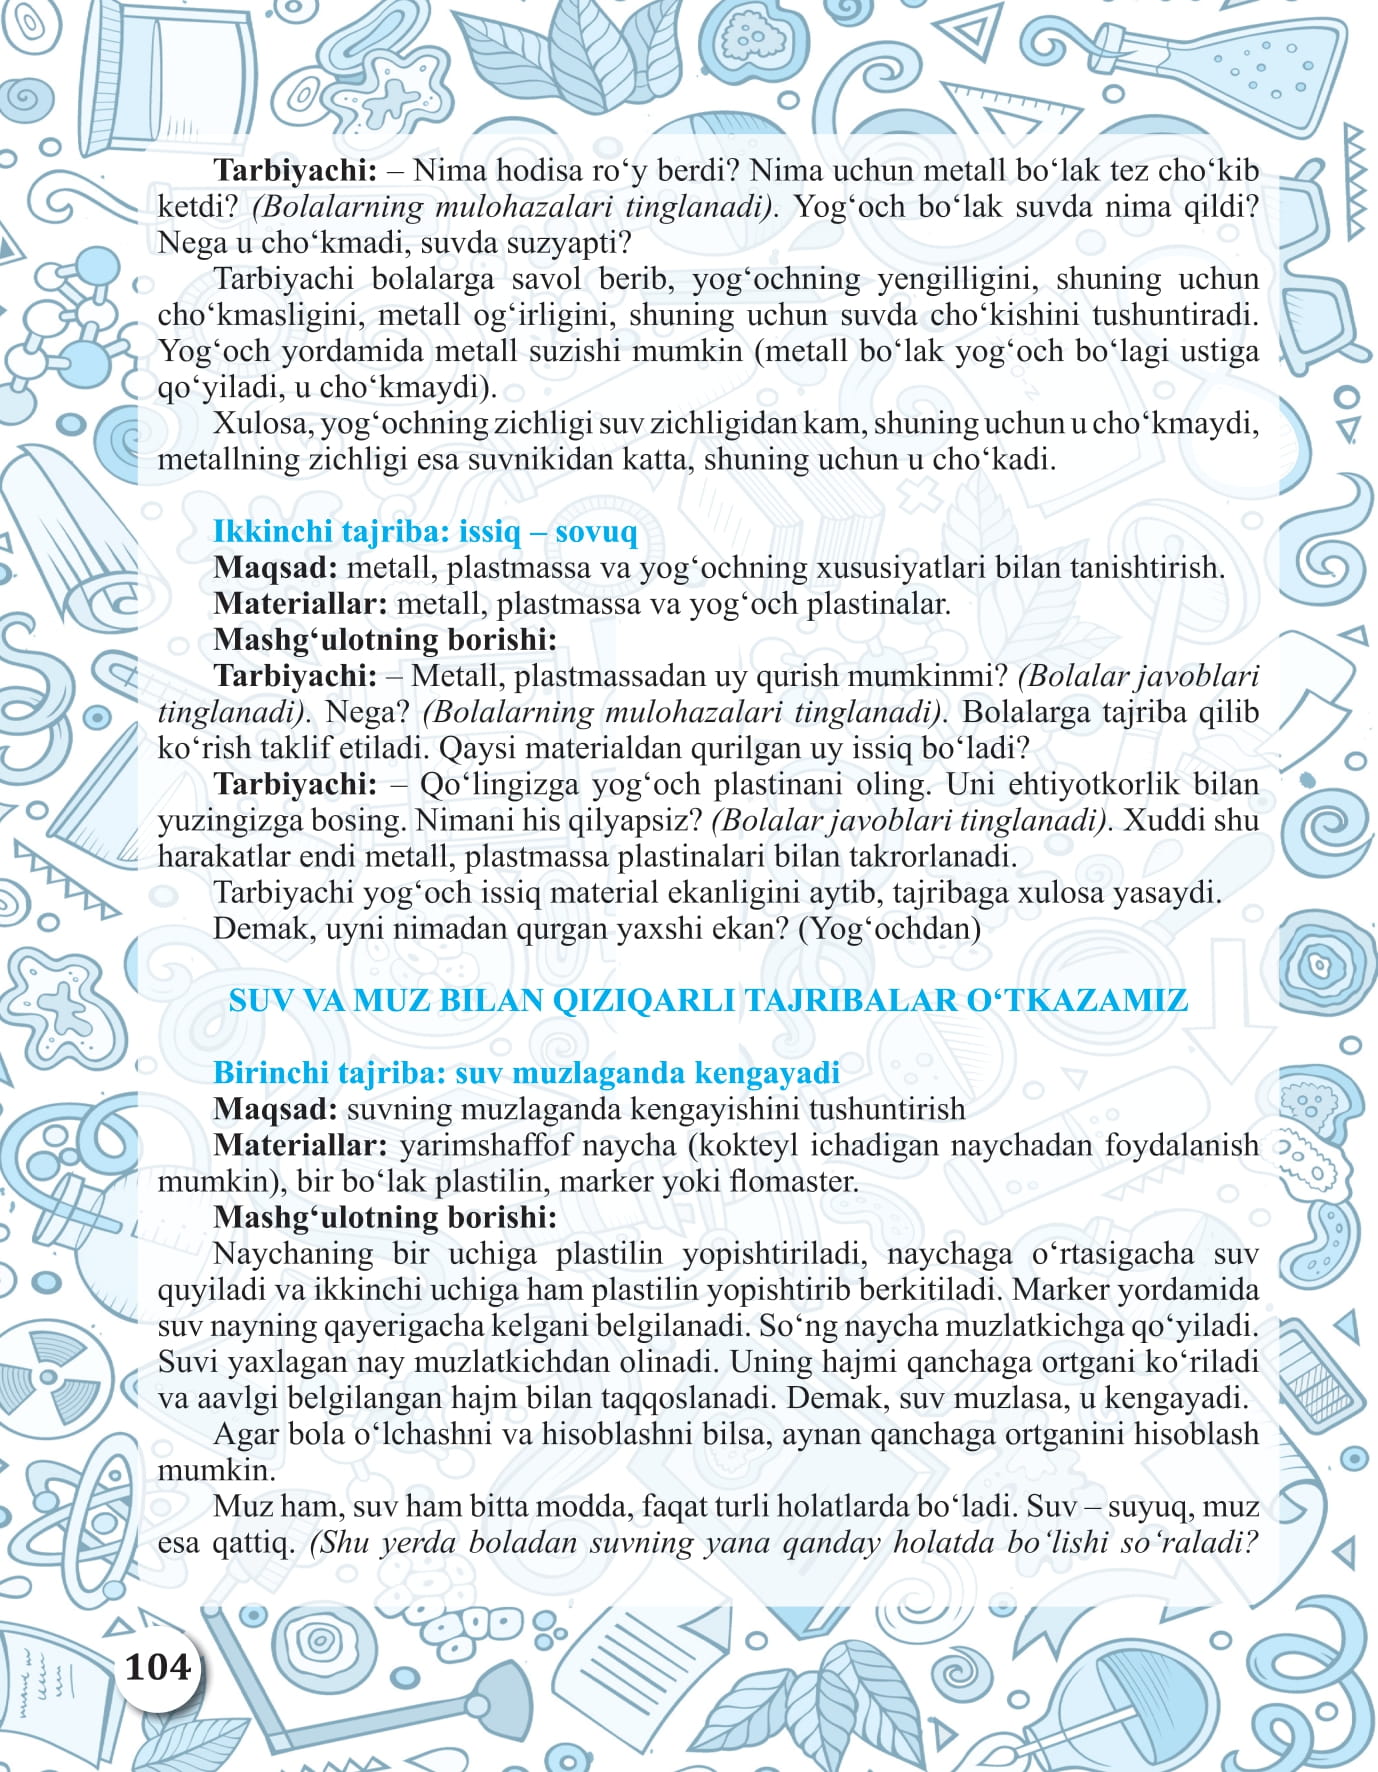 Tarbiyachi: – Nima hodisa ro‘y berdi? Nima uchun metall bo‘lak tez cho‘kib
ketdi? (Bolalarning mulohazalari tinglanadi). Yog‘och bo‘lak suvda nima qildi?
Nega u cho‘kmadi, suvda suzyapti?
Tarbiyachi bolalarga savol berib, yog‘ochning yengilligini, shuning uchun
cho‘kmasligini, metall og‘irligini, shuning uchun suvda cho‘kishini tushuntiradi.
Yog‘och yordamida metall suzishi mumkin (metall bo‘lak yog‘och bo‘lagi ustiga
qo‘yiladi, u cho‘kmaydi).
Xulosa, yog‘ochning zichligi suv zichligidan kam, shuning uchun u cho‘kmaydi,
metallning zichligi esa suvnikidan katta, shuning uchun u cho‘kadi.
Ikkinchi tajriba: issiq – sovuq
Maqsad: metall, plastmassa va yog‘ochning xususiyatlari bilan tanishtirish.
Materiallar: metall, plastmassa va yog‘och plastinalar.
Mashg‘ulotning borishi:
Tarbiyachi: – Metall, plastmassadan uy qurish mumkinmi? (Bolalar javoblari
tinglanadi). Nega? (Bolalarning mulohazalari tinglanadi). Bolalarga tajriba qilib
ko‘rish taklif etiladi. Qaysi materialdan qurilgan uy issiq bo‘ladi?
Tarbiyachi: – Qo‘lingizga yog‘och plastinani oling. Uni ehtiyotkorlik bilan
yuzingizga bosing. Nimani his qilyapsiz? (Bolalar javoblari tinglanadi). Xuddi shu
harakatlar endi metall, plastmassa plastinalari bilan takrorlanadi.
Tarbiyachi yog‘och issiq material ekanligini aytib, tajribaga xulosa yasaydi.
Demak, uyni nimadan qurgan yaxshi ekan? (Yog‘ochdan)
SUV VA MUZ BILAN QIZIQARLI TAJRIBALAR O‘TKAZAMIZ
Birinchi tajriba: suv muzlaganda kengayadi
Maqsad: suvning muzlaganda kengayishini tushuntirish
Materiallar: yarimshaffof naycha (kokteyl ichadigan naychadan foydalanish
mumkin), bir bo‘lak plastilin, marker yoki flomaster.
Mashg‘ulotning borishi:
Naychaning bir uchiga plastilin yopishtiriladi, naychaga o‘rtasigacha suv
quyiladi va ikkinchi uchiga ham plastilin yopishtirib berkitiladi. Marker yordamida
suv nayning qayerigacha kelgani belgilanadi. So‘ng naycha muzlatkichga qo‘yiladi.
Suvi yaxlagan nay muzlatkichdan olinadi. Uning hajmi qanchaga ortgani ko‘riladi
va aavlgi belgilangan hajm bilan taqqoslanadi. Demak, suv muzlasa, u kengayadi.
Agar bola o‘lchashni va hisoblashni bilsa, aynan qanchaga ortganini hisoblash
mumkin.
Muz ham, suv ham bitta modda, faqat turli holatlarda bo‘ladi. Suv – suyuq, muz
esa qattiq. (Shu yerda boladan suvning yana qanday holatda bo‘lishi so‘raladi?
104